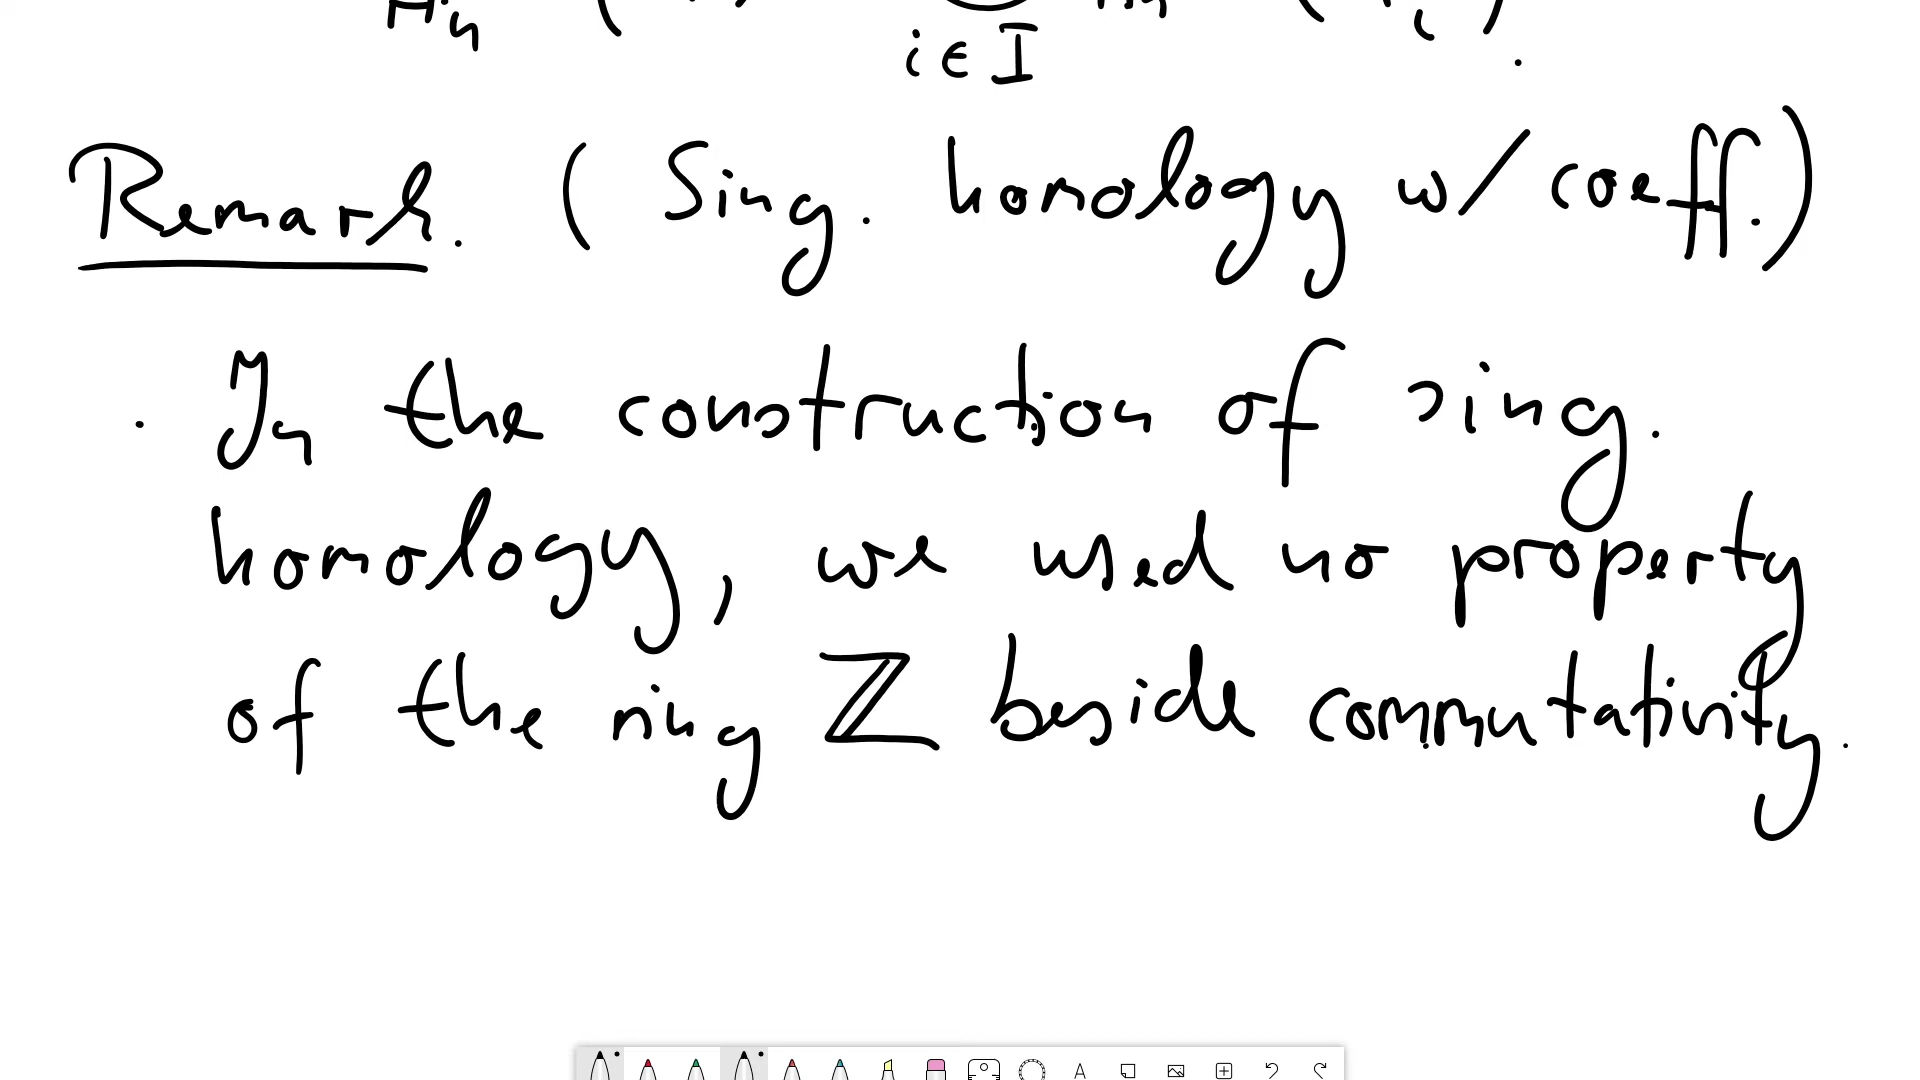 i ∈ I .
Remark. (Sing. homology w/ coeff.)
· In the construction of sing.
homology, we used no property
of the ring ℤ beside commutativity.